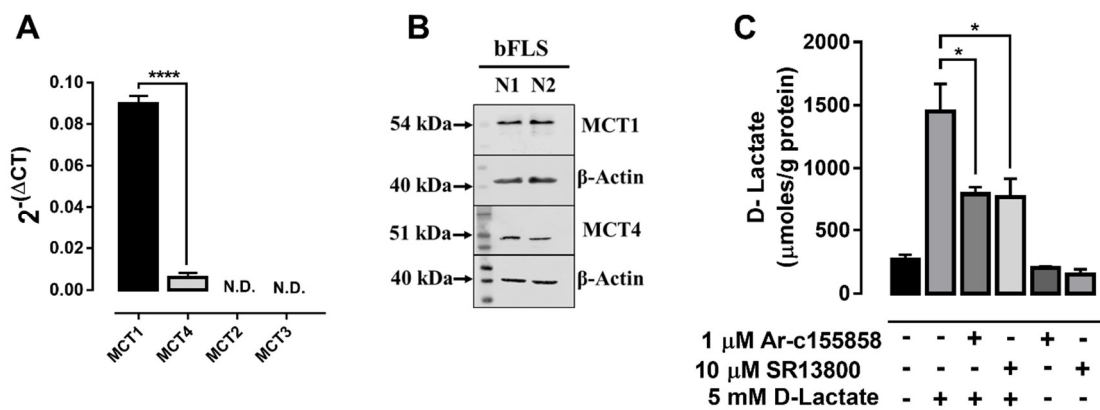 A
2-(ΔCT)
0.10
0.08
0.06
0.04
0.02
0.00
****
N.D. N.D.
MCT1 MCT4 MCT2 MCT3
B
bFLS
N1 N2
54 kDa MCT1
40 kDa β-Actin
51 kDa MCT4
40 kDa β-Actin
C
D- Lactate
(μmoles/g protein)
2000
1500
1000
500
0
*
*
1 μM Ar-c155858 - - + - + -
10 μM SR13800 - - - + - +
5 mM D-Lactate - + + + - -